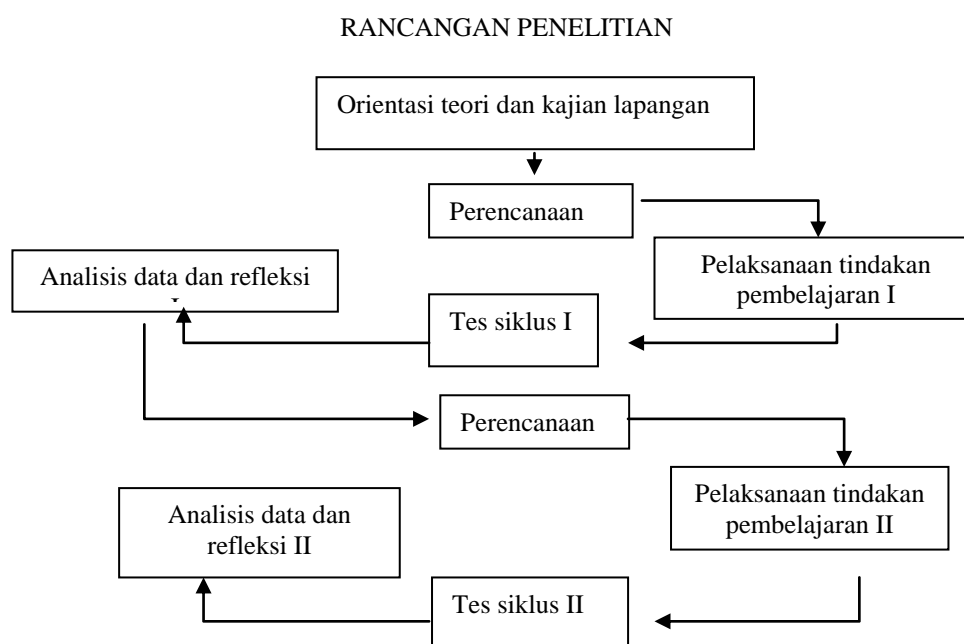 RANCANGAN PENELITIAN
Orientasi teori dan kajian lapangan
Perencanaan
Pelaksanaan tindakan
pembelajaran I
Tes siklus I
Analisis data dan refleksi
Perencanaan
Pelaksanaan tindakan
pembelajaran II
Tes siklus II
Analisis data dan
refleksi II